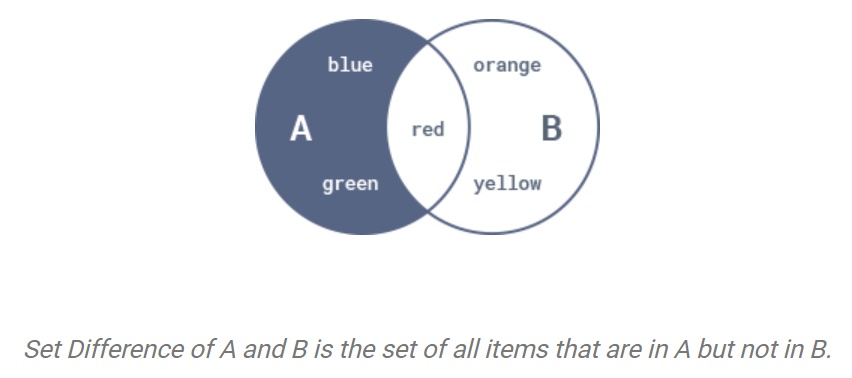 blue orange
A red B
green yellow
Set Difference of A and B is the set of all items that are in A but not in B.